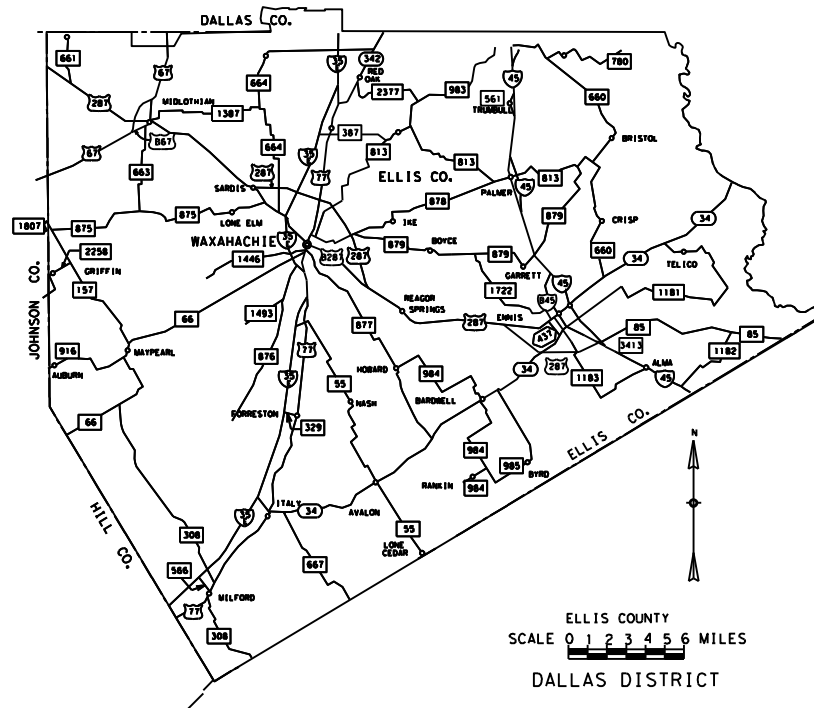 DALLAS CO.
661
67
35
342
RED OAK
664
2377
983
45
780
561
TRUMBULL
660
287
MIDLOTHIAN
1387
B67
67
664
35
387
813
BRISTOL
663
287
77
ELLIS CO.
813
PALMER
813
45
SARDIS
878
1807
875
875
LONE ELM
IKE
879
CRISP
34
WAXAHACHIE
35
879
BOYCE
879
660
34
TELICO
2258
GRIFFIN
1446
B287
287
GARRETT
45
JOHNSON CO.
157
1722
B45
1181
66
1493
REAGOR SPRINGS
ENNIS
877
287
437
85
85
916
MAYPEARL
876
77
3413
1182
AUBURN
HOBARD
984
34
287
ALMA
35
55
BARDWELL
1183
45
66
FORRESTON
NASH
329
ELLIS CO.
N
984
985
BYRD
RANKIN
984
HILL CO.
35
ITALY
34
AVALON
308
55
LONE CEDAR
566
667
MILFORD
77
308
ELLIS COUNTY
SCALE 0 1 2 3 4 5 6 MILES
DALLAS DISTRICT